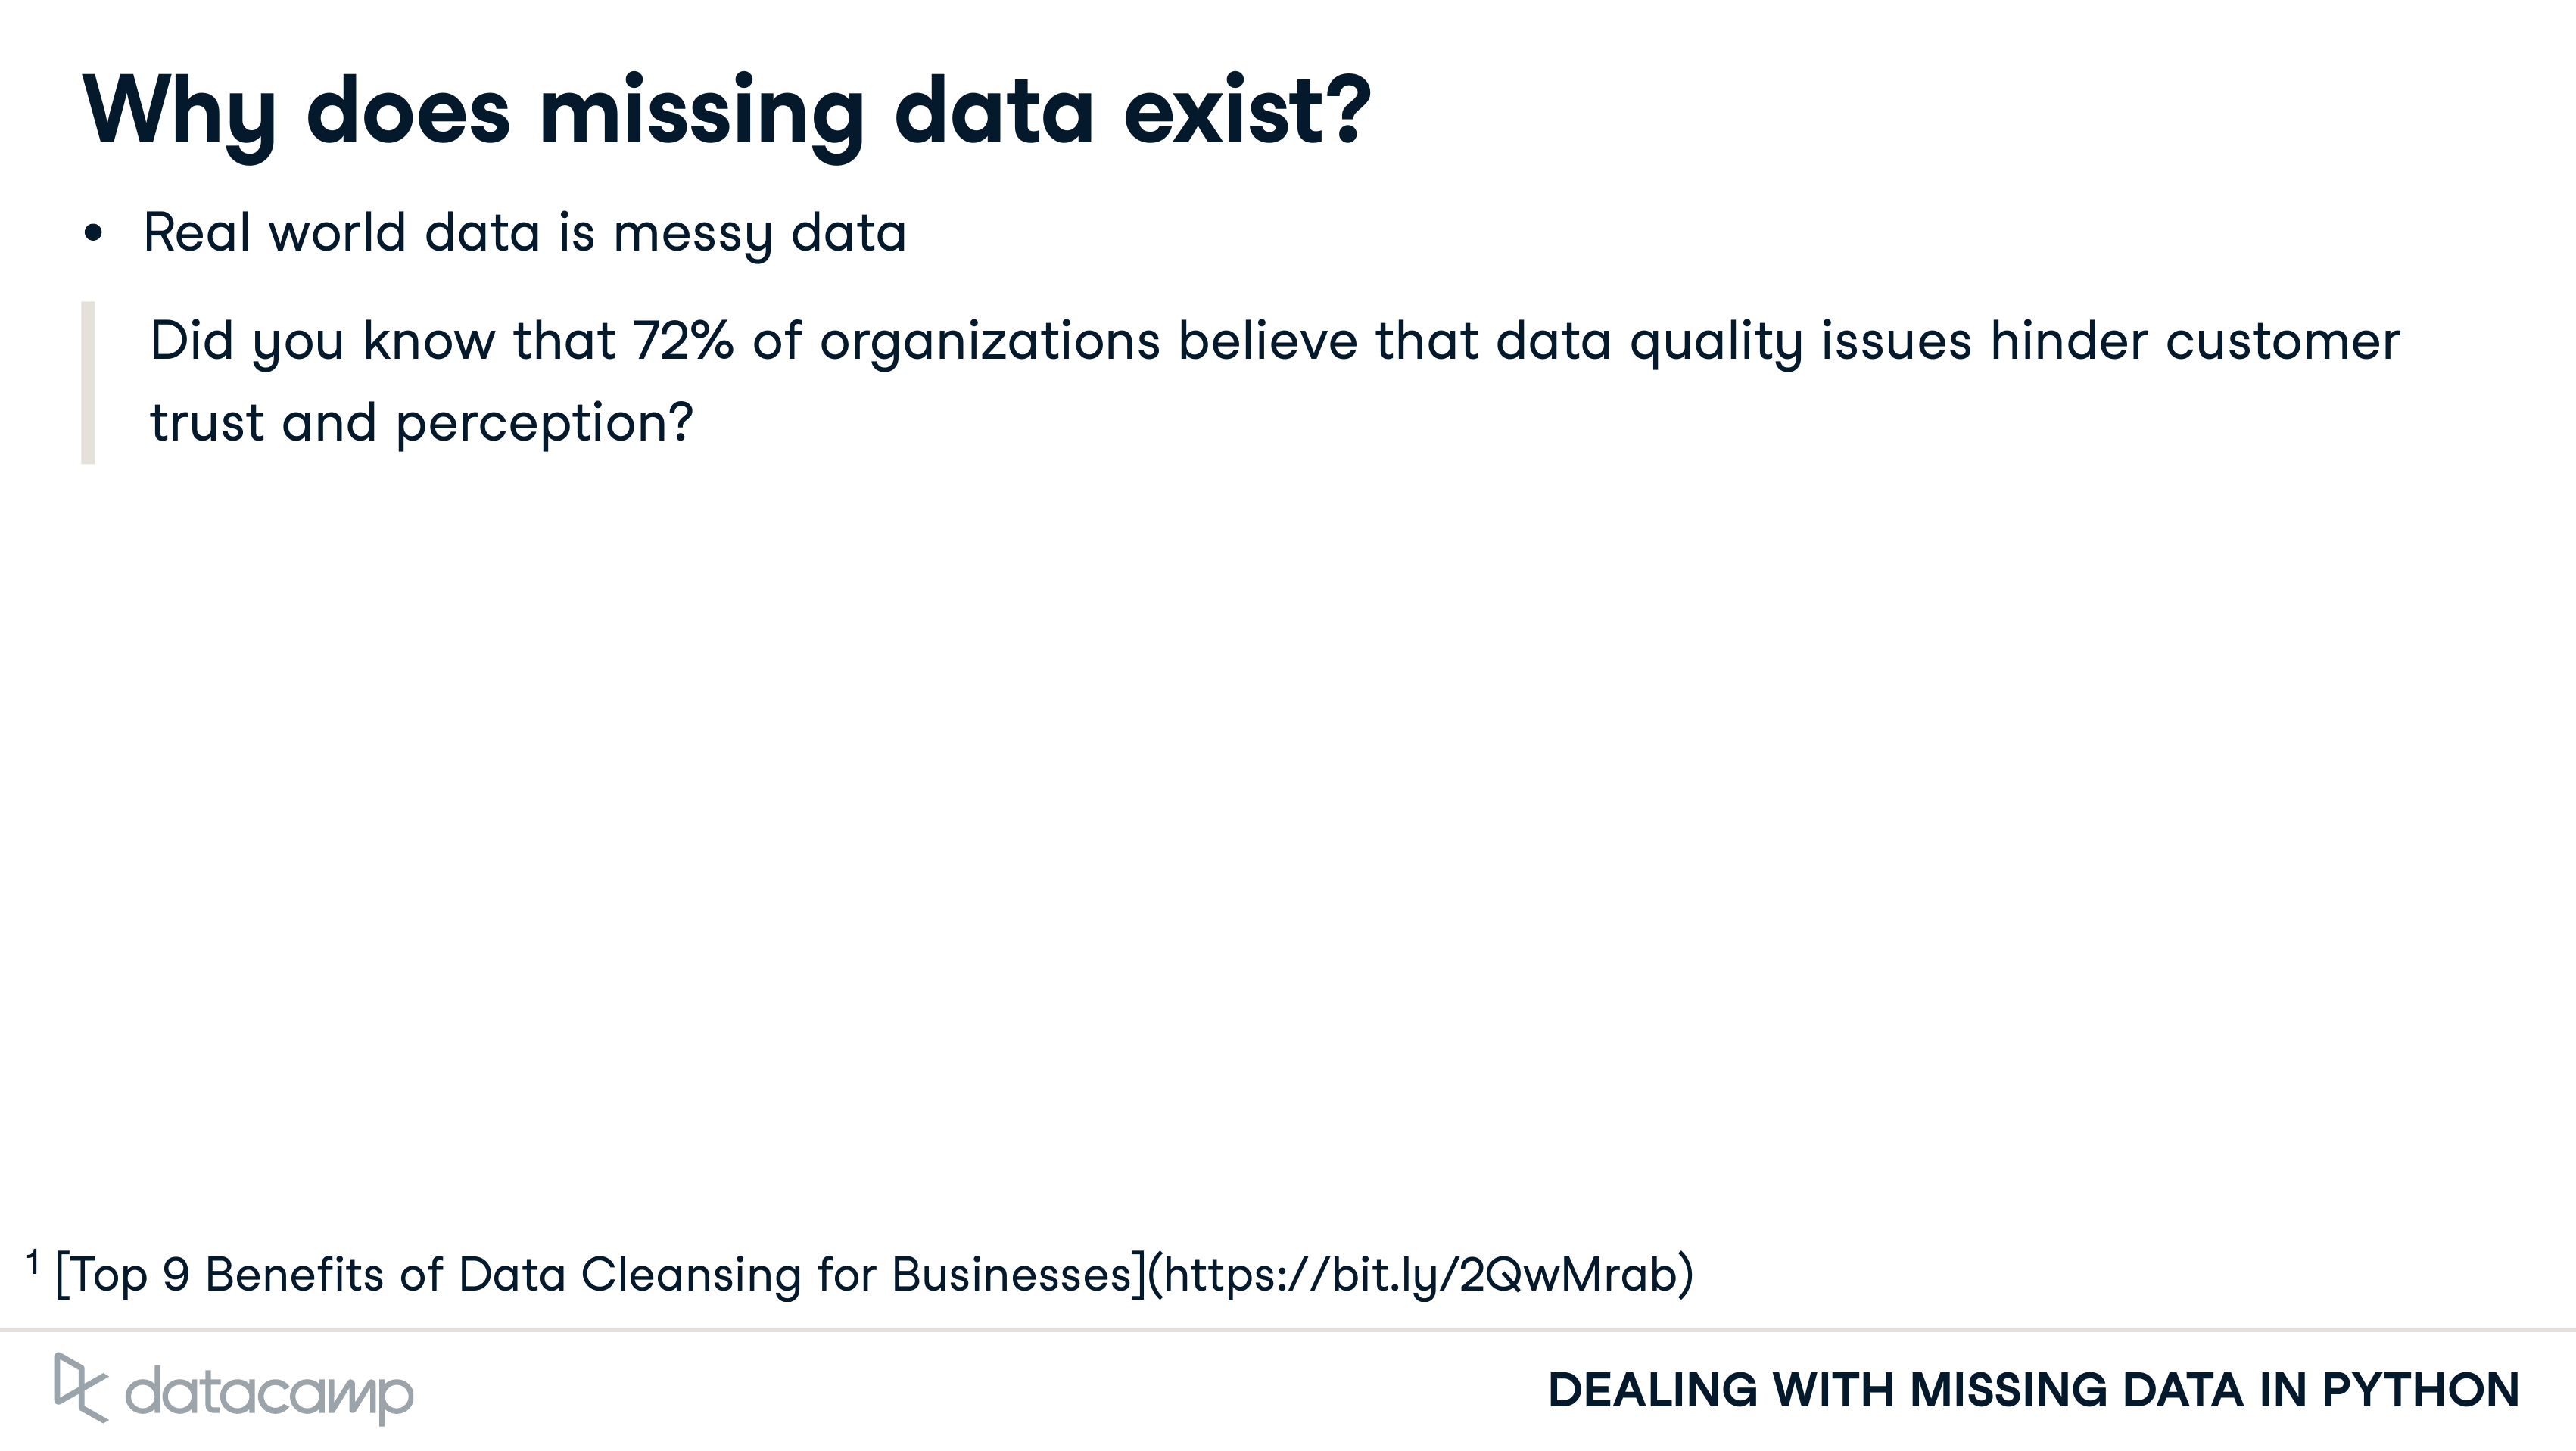 Why does missing data exist?
• Real world data is messy data
Did you know that 72% of organizations believe that data quality issues hinder customer
trust and perception?
1 [Top 9 Benefits of Data Cleansing for Businesses](https://bit.ly/2QwMrab)
datacamp
DEALING WITH MISSING DATA IN PYTHON